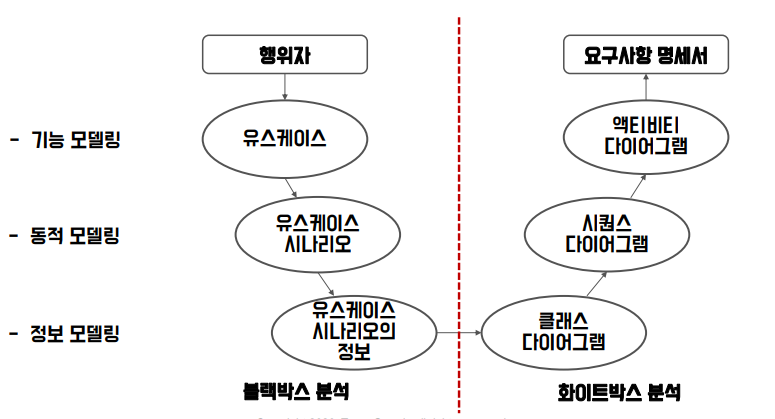 행위자
요구사항 명세서
- 기능 모델링
유스케이스
액티비티
다이어그램
- 동적 모델링
유스케이스
시나리오
시퀀스
다이어그램
- 정보 모델링
유스케이스
시나리오의
정보
클래스
다이어그램
블랙박스 분석
화이트박스 분석